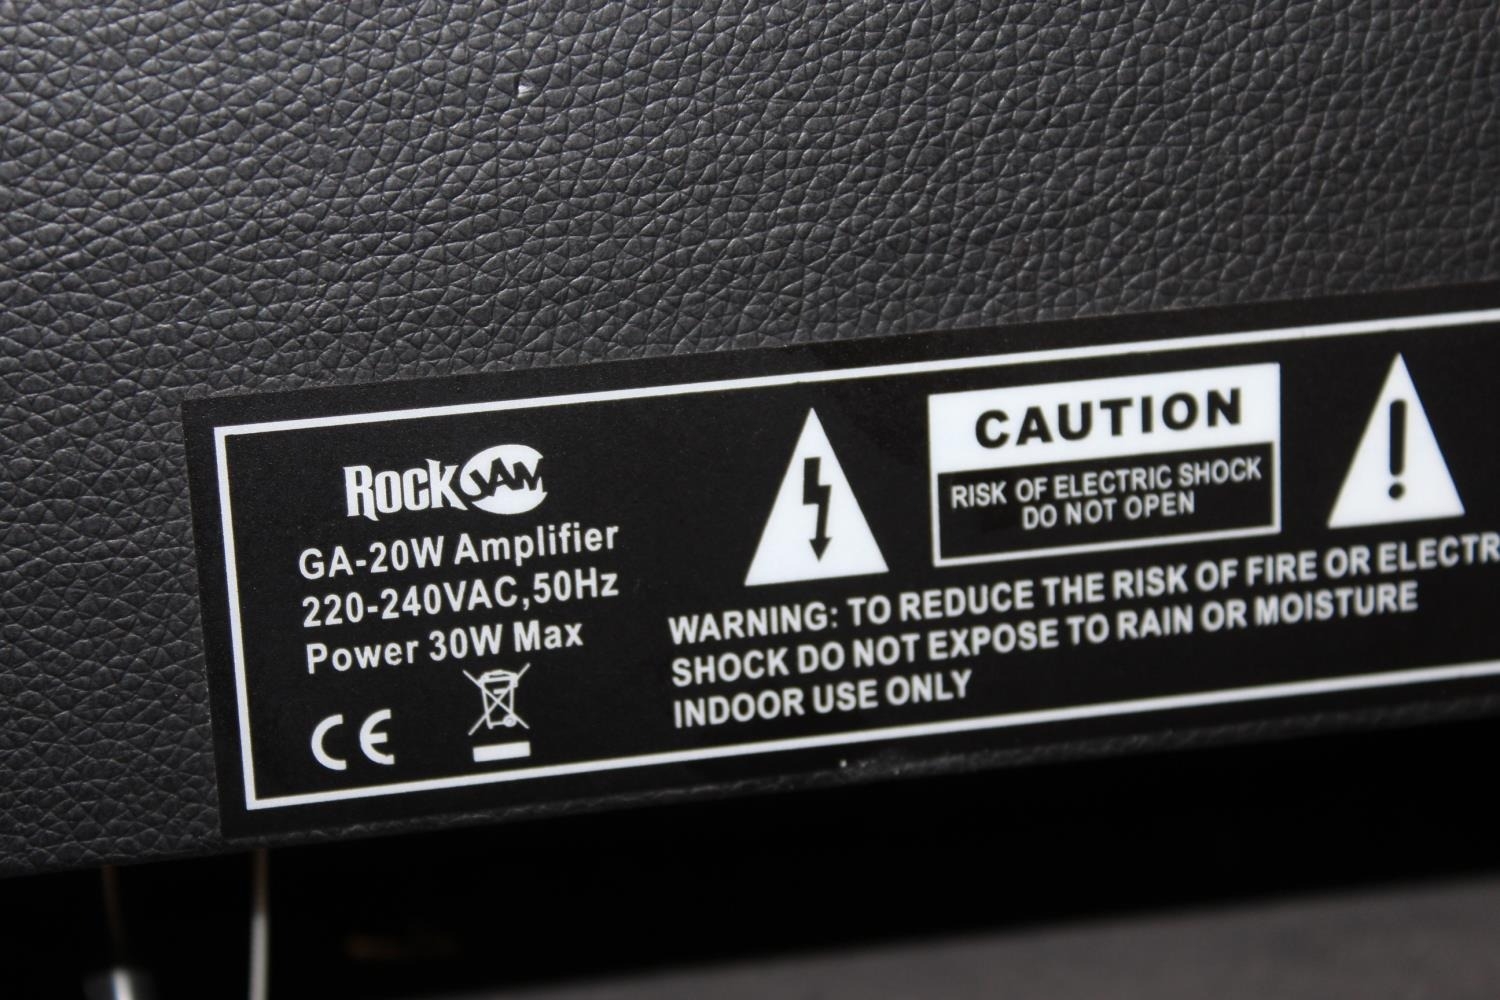 RockJAM
GA-20W Amplifier
220-240VAC,50Hz
Power 30W Max
CE
CAUTION
RISK OF ELECTRIC SHOCK
DO NOT OPEN
WARNING: TO REDUCE THE RISK OF FIRE OR ELECTR
SHOCK DO NOT EXPOSE TO RAIN OR MOISTURE
INDOOR USE ONLY